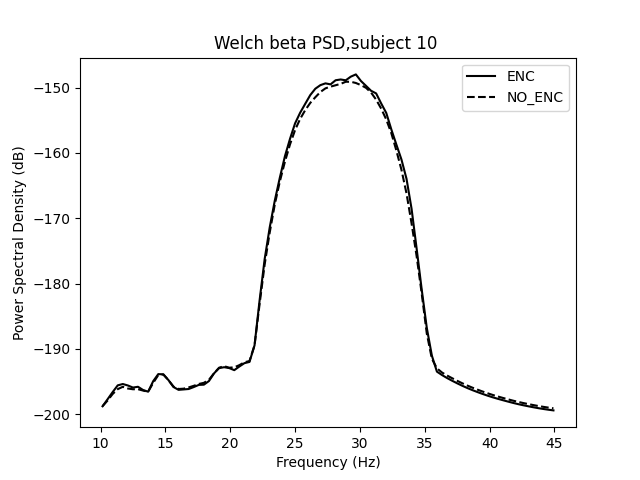 Welch beta PSD,subject 10
ENC
NO_ENC
−150
−160
−170
−180
−190
−200
Power Spectral Density (dB)
10 15 20 25 30 35 40 45
Frequency (Hz)